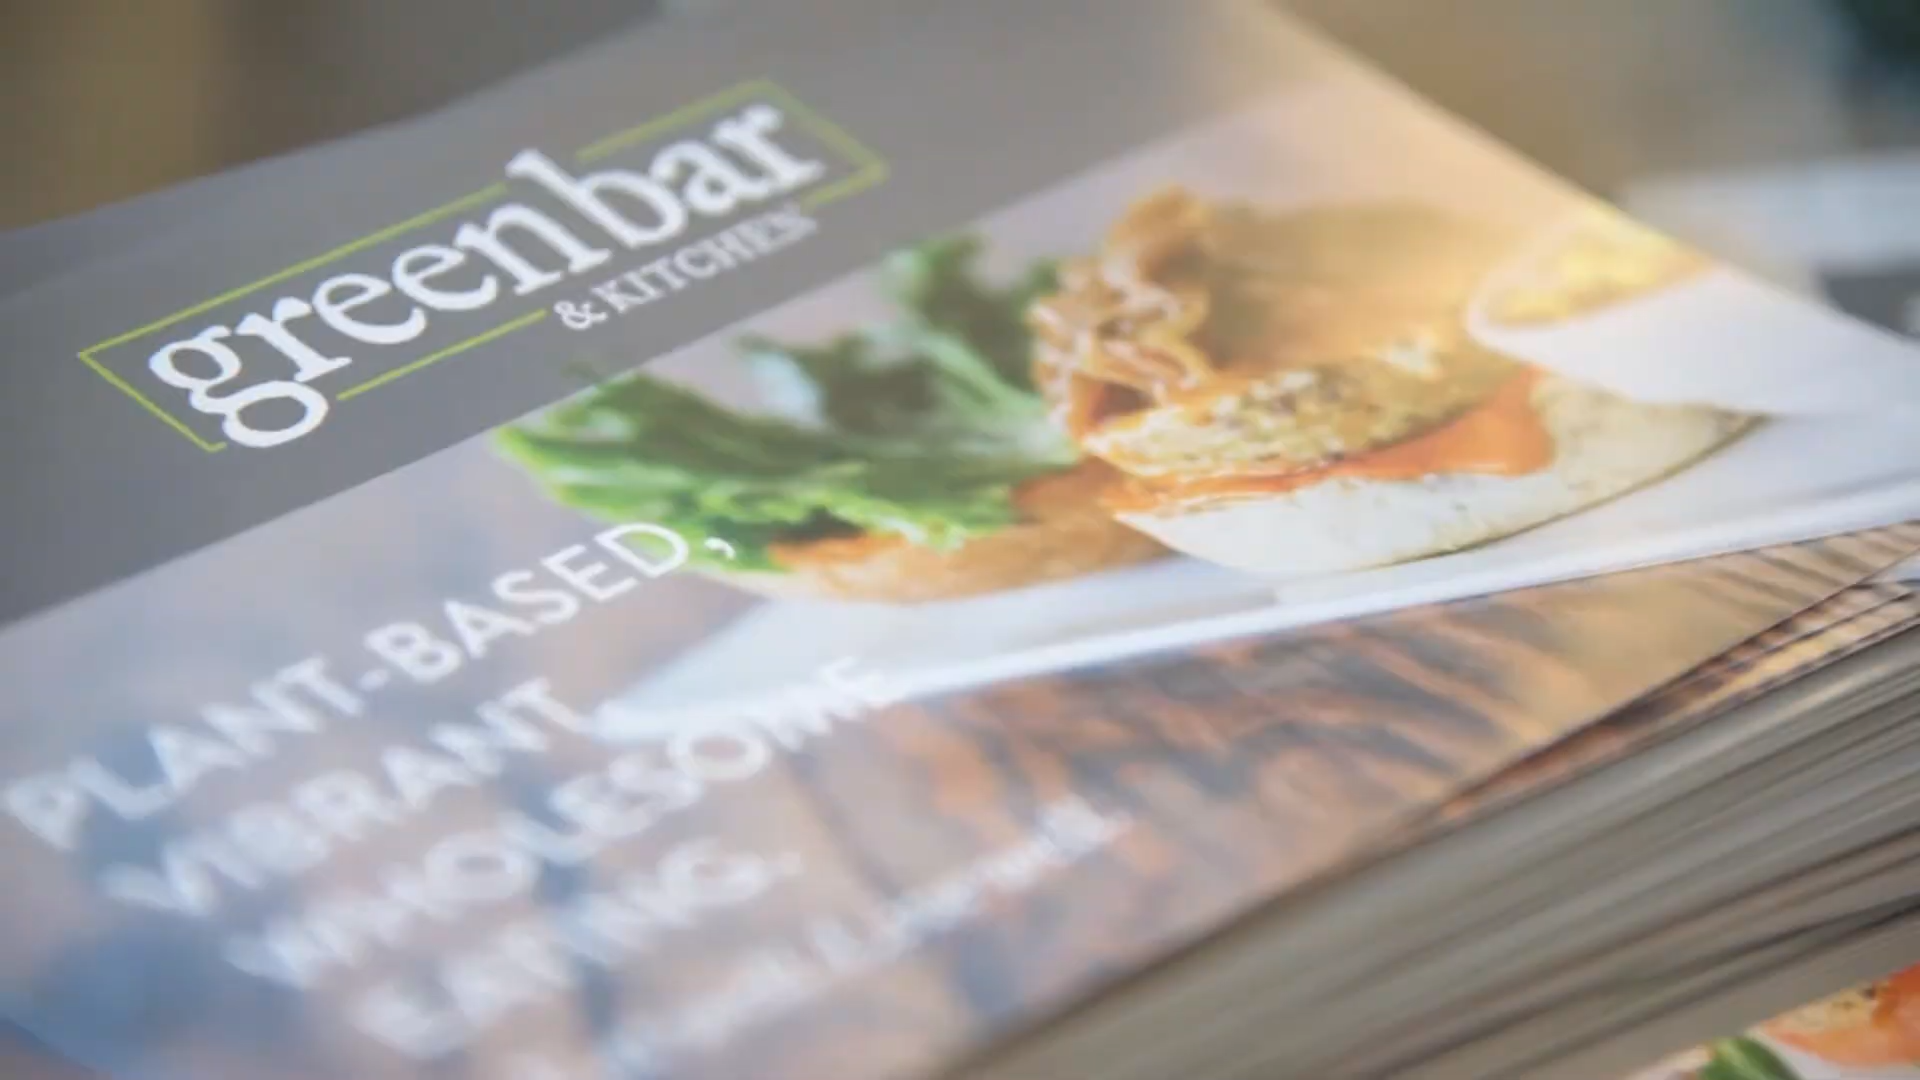 greenbar
& KITCHEN
PLANT-BASED,
VIBRANT
WHOLESOME
EATING.